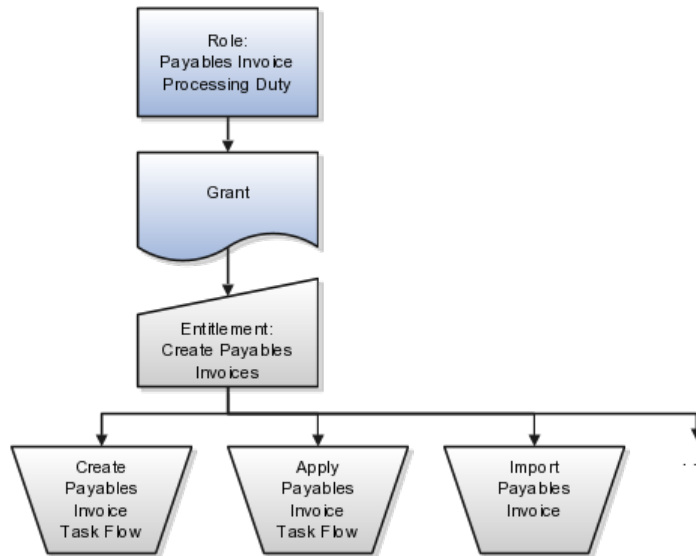 Role:
Payables Invoice
Processing Duty
Grant
Entitlement:
Create Payables
Invoices
Create
Payables
Invoice
Task Flow
Apply
Payables
Invoice
Task Flow
Import
Payables
Invoice
. .